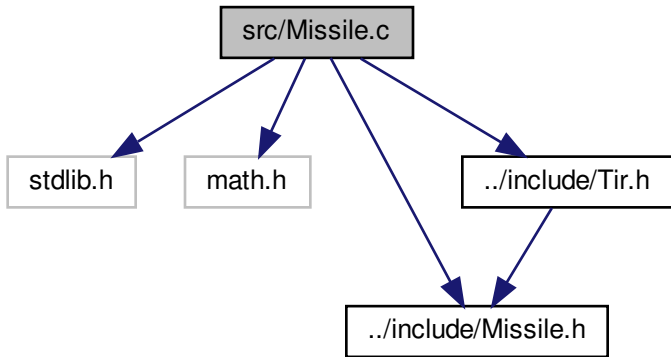 src/Missile.c
stdlib.h
math.h
../include/Tir.h
../include/Missile.h